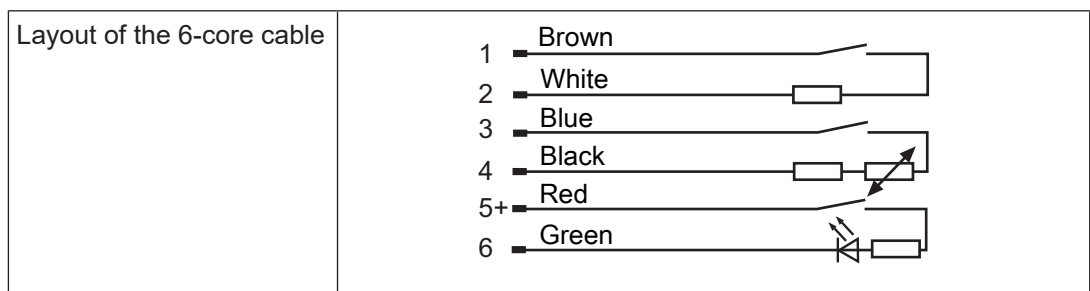 Layout of the 6-core cable
1 Brown
2 White
3 Blue
4 Black
5+ Red
6 Green